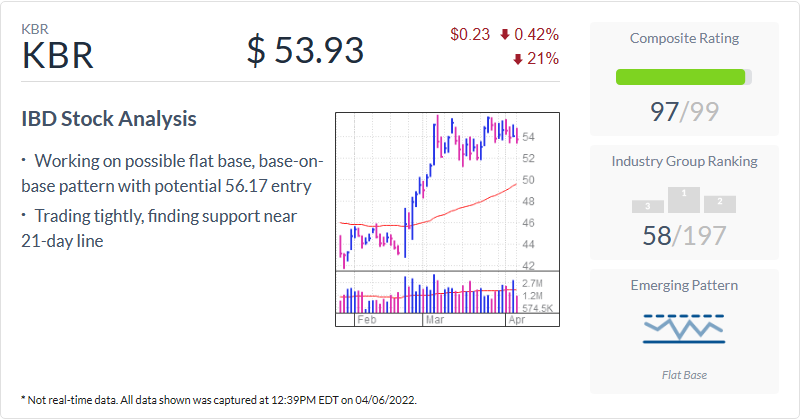 KBR
KBR
$ 53.93
$0.23 0.42%
21%
IBD Stock Analysis
· Working on possible flat base, base-on-
base pattern with potential 56.17 entry
· Trading tightly, finding support near
21-day line
54
52
50
48
46
44
42
2.7M
1.2M
574.5K
Feb Mar Apr
Composite Rating
97/99
Industry Group Ranking
3 1 2
58/197
Emerging Pattern
Flat Base
* Not real-time data. All data shown was captured at 12:39PM EDT on 04/06/2022.